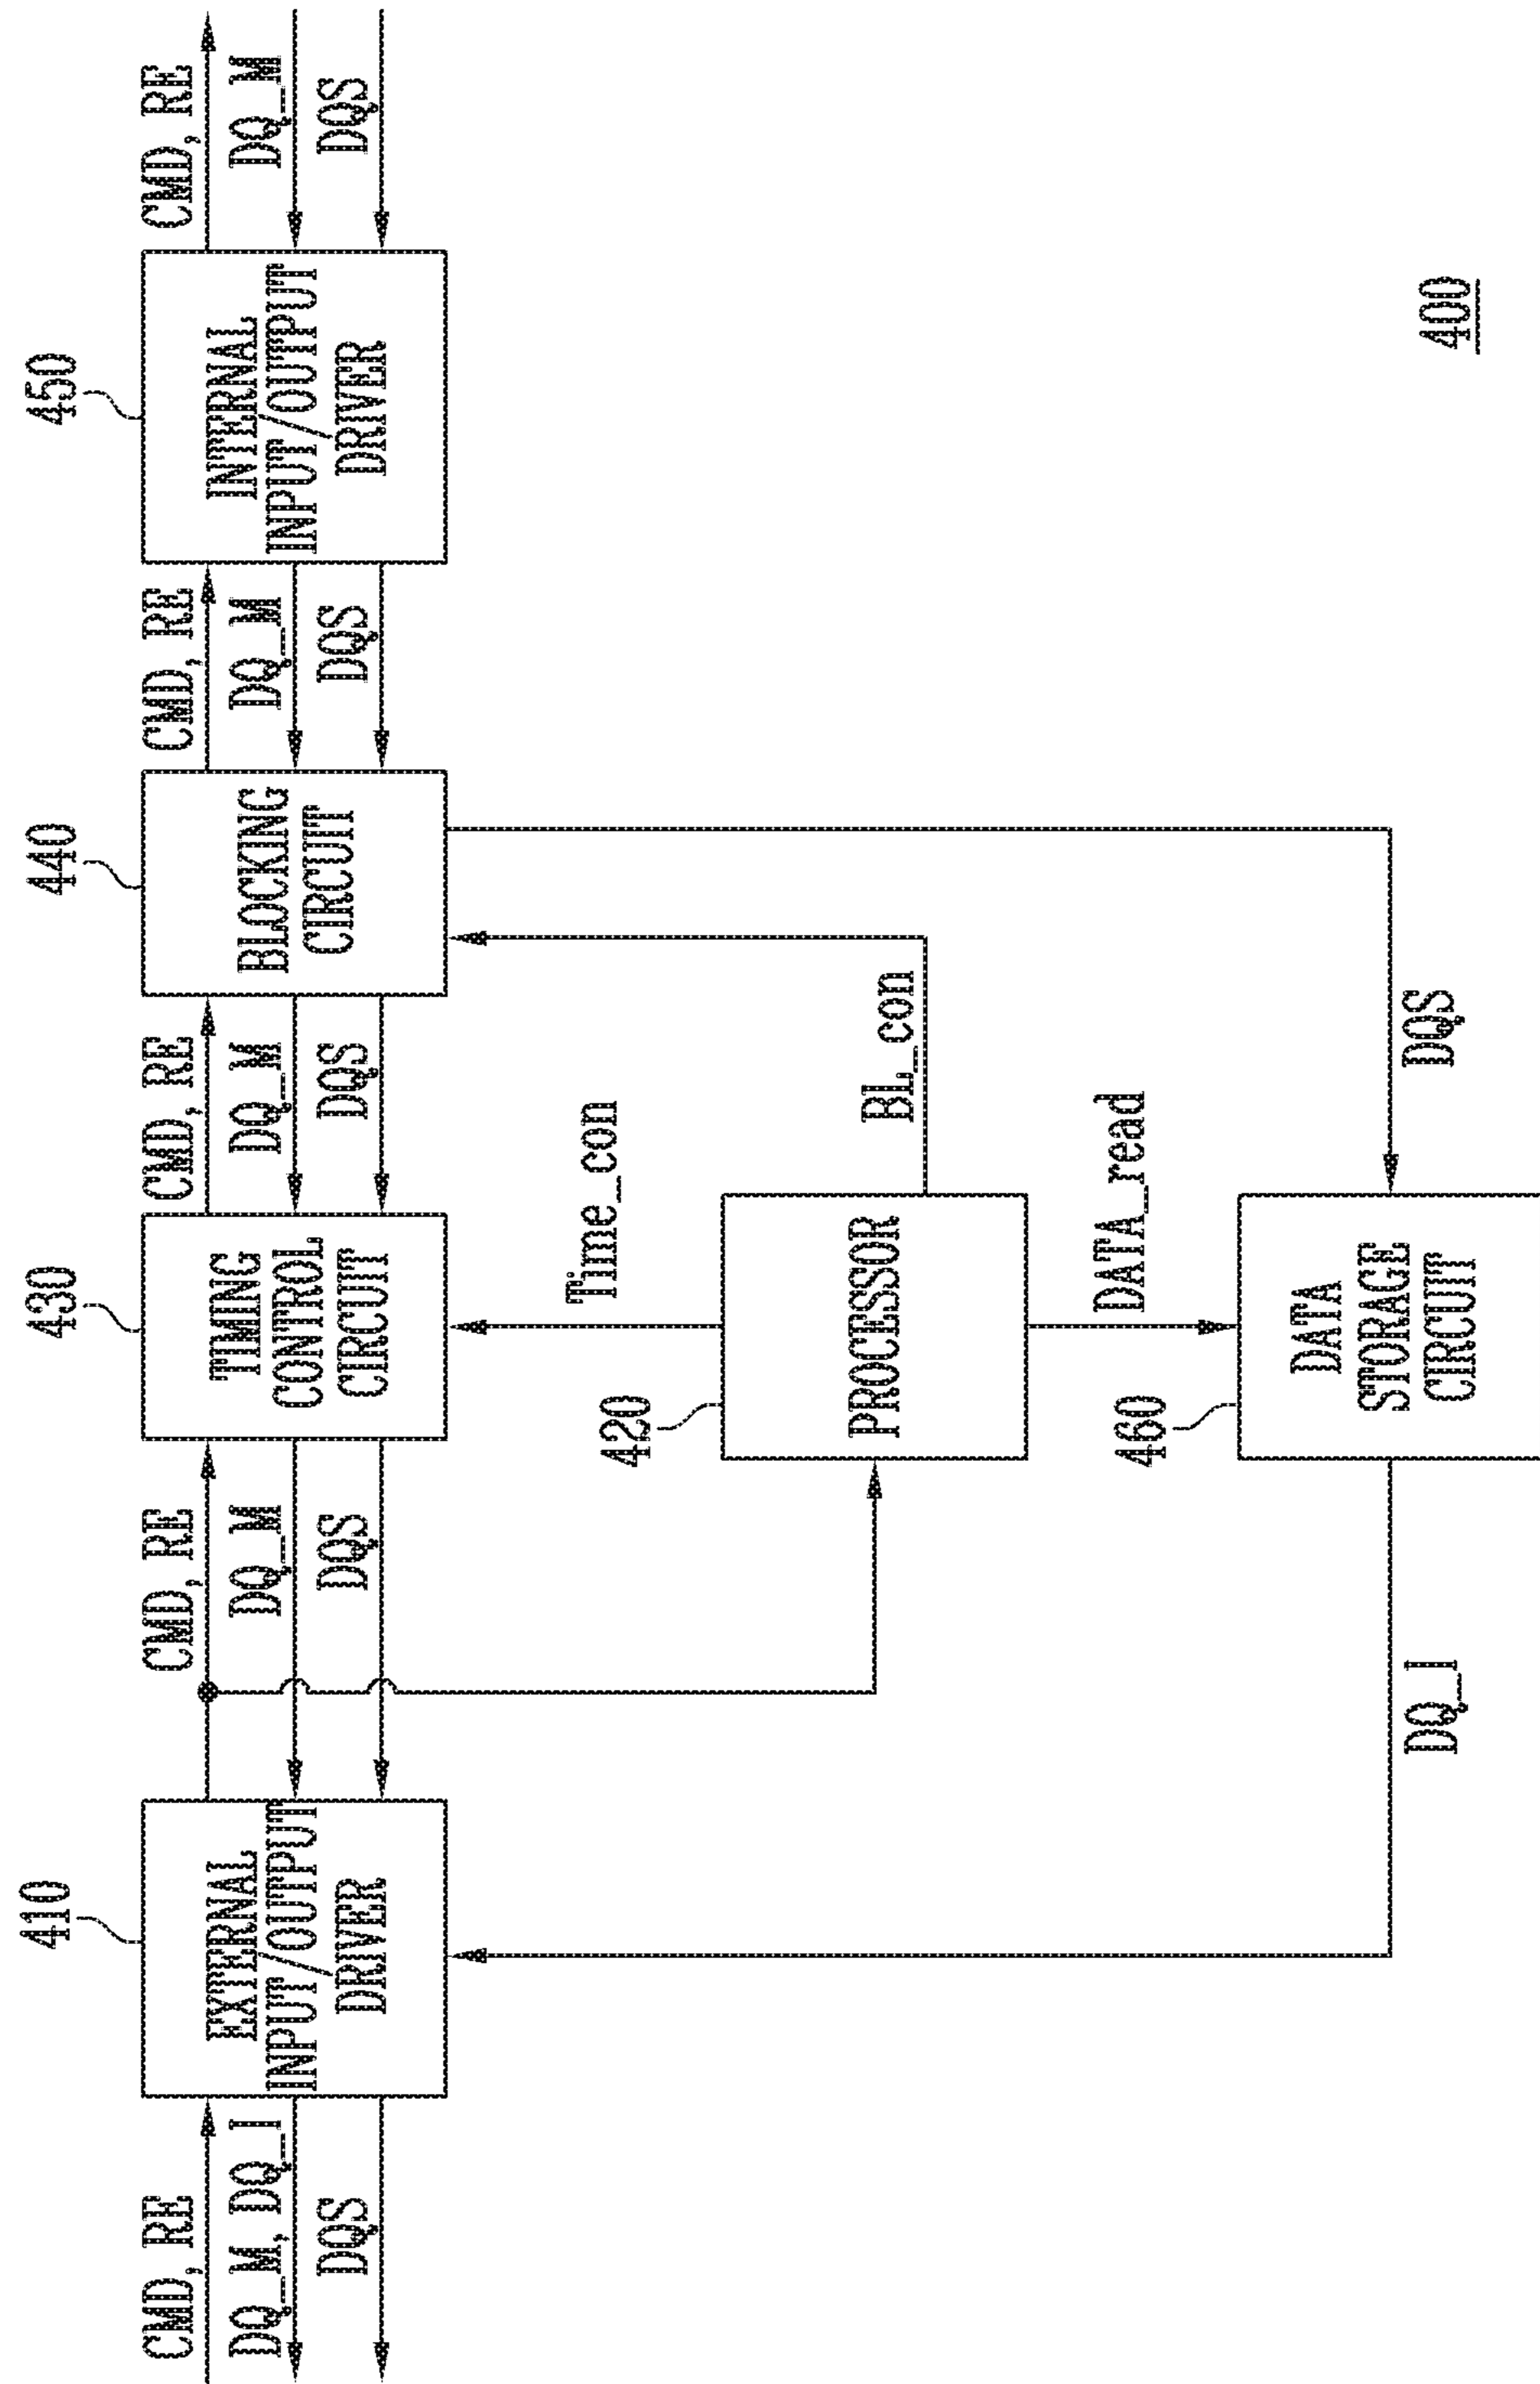 410
430
440
450
CMD, RE
CMD, RE
CMD, RE
CMD, RE
CMD, RE
DQ_M, DQ_I
DQ_M
DQ_M
DQ_M
DQ_M
DQS
DQS
DQS
DQS
DQS
EXTERNAL
INPUT/OUTPUT
DRIVER
TIMING
CONTROL
CIRCUIT
BLOCKING
CIRCUIT
INTERNAL
INPUT/OUTPUT
DRIVER
Time_con
420
PROCESSOR
BL_con
DATA_read
460
DATA
STORAGE
CIRCUIT
DQ_I
DQS
400